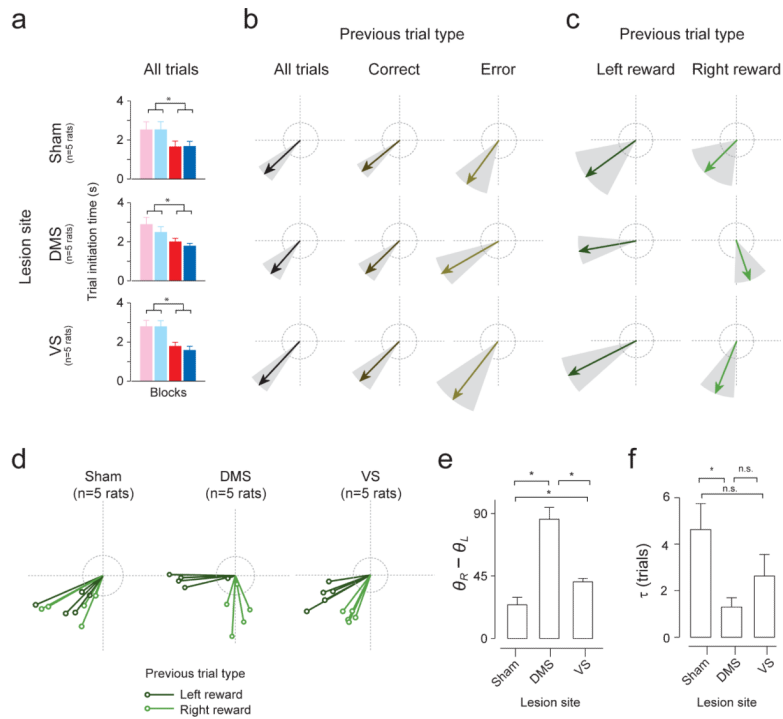 a
b
c
Previous trial type
Previous trial type
All trials
All trials
Correct
Error
Left reward
Right reward
Lesion site
Sham
(n=5 rats)
DMS
(n=5 rats)
VS
(n=5 rats)
Trial initiation time (s)
4
*
2
0
4
*
2
0
4
*
2
0
Blocks
d
Sham
(n=5 rats)
DMS
(n=5 rats)
VS
(n=5 rats)
Previous trial type
Left reward
Right reward
e
* *
*
90
45
0
θR − θL
Sham
DMS
VS
Lesion site
f
* n.s.
n.s.
6
4
2
0
τ (trials)
Sham
DMS
VS
Lesion site